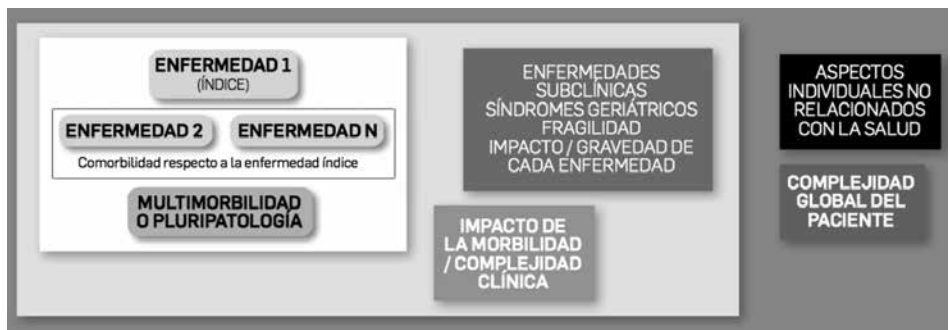 ENFERMEDAD 1
(ÍNDICE)
ENFERMEDAD 2
ENFERMEDAD N
Comorbilidad respecto a la enfermedad índice
MULTIMORBILIDAD
O PLURIPATOLOGÍA
ENFERMEDADES
SUBCLÍNICAS
SÍNDROMES GERIÁTRICOS
FRAGILIDAD
IMPACTO / GRAVEDAD DE
CADA ENFERMEDAD
IMPACTO DE
LA MORBILIDAD
/ COMPLEJIDAD
CLÍNICA
ASPECTOS
INDIVIDUALES NO
RELACIONADOS
CON LA SALUD
COMPLEJIDAD
GLOBAL DEL
PACIENTE